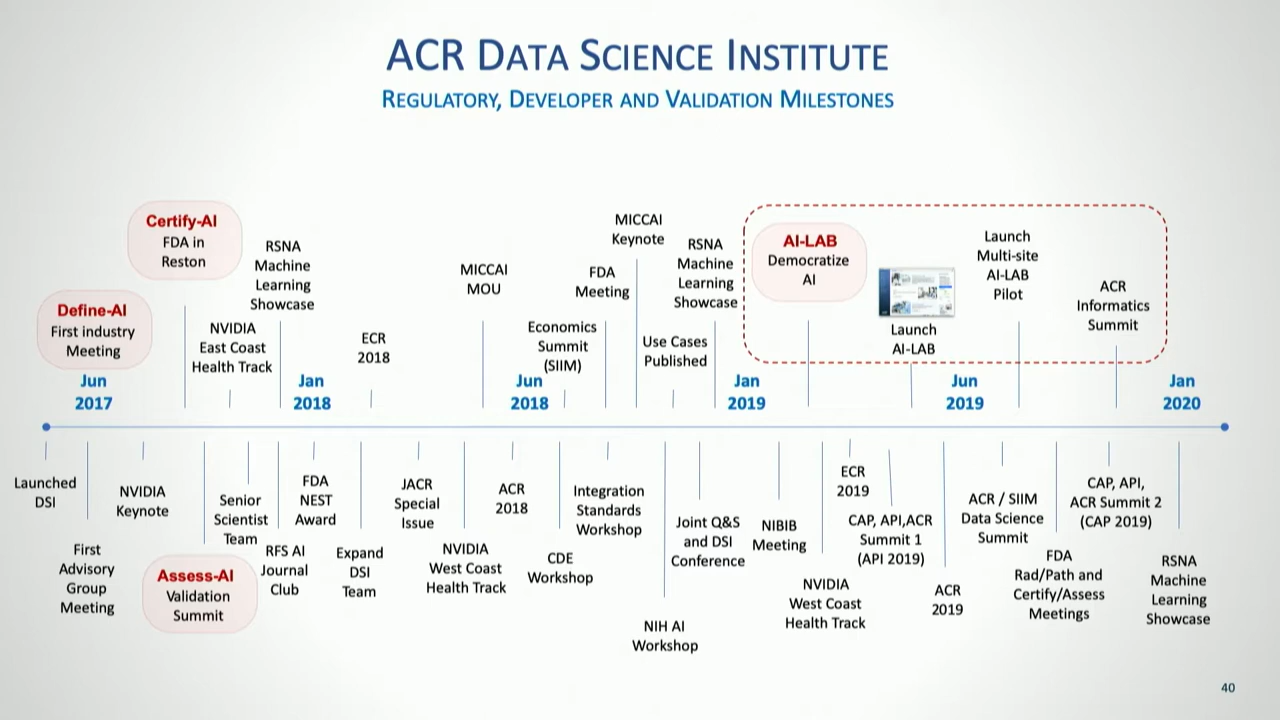 ACR DATA SCIENCE INSTITUTE
REGULATORY, DEVELOPER AND VALIDATION MILESTONES
Define-AI
First industry
Meeting
Certify-AI
FDA in
Reston
NVIDIA
East Coast
Health Track
RSNA
Machine
Learning
Showcase
ECR
2018
MICCAI
MOU
Economics
Summit
(SIIM)
FDA
Meeting
MICCAI
Keynote
Use Cases
Published
RSNA
Machine
Learning
Showcase
AI-LAB
Democratize
AI
Launch
AI-LAB
Launch
Multi-site
AI-LAB
Pilot
ACR
Informatics
Summit
Jun
2017
Jan
2018
Jun
2018
Jan
2019
Jun
2019
Jan
2020
Launched
DSI
First
Advisory
Group
Meeting
NVIDIA
Keynote
Assess-AI
Validation
Summit
Senior
Scientist
Team
RFS AI
Journal
Club
FDA
NEST
Award
Expand
DSI
Team
JACR
Special
Issue
NVIDIA
West Coast
Health Track
ACR
2018
CDE
Workshop
Integration
Standards
Workshop
NIH AI
Workshop
Joint Q&S
and DSI
Conference
NIBIB
Meeting
NVIDIA
West Coast
Health Track
ECR
2019
CAP, API,ACR
Summit 1
(API 2019)
ACR
2019
ACR / SIIM
Data Science
Summit
FDA
Rad/Path and
Certify/Assess
Meetings
CAP, API,
ACR Summit 2
(CAP 2019)
RSNA
Machine
Learning
Showcase
40